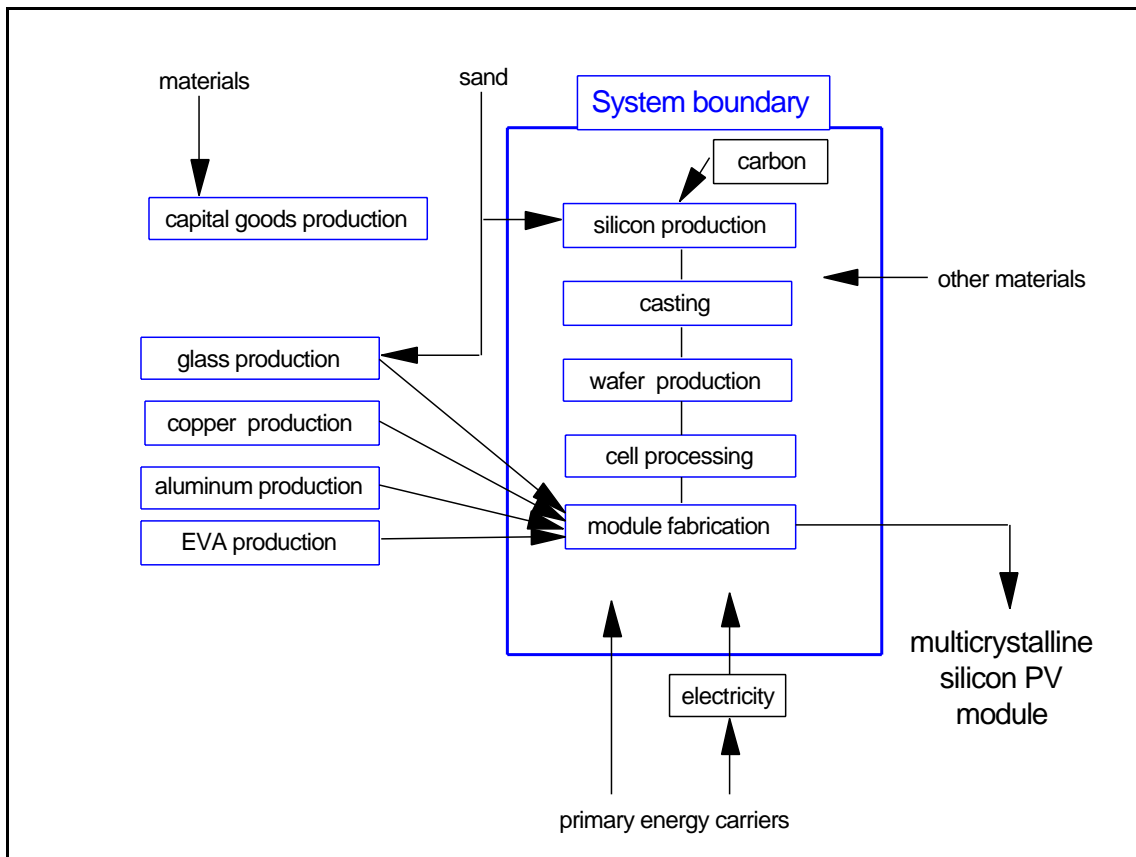 materials
sand
System boundary
carbon
capital goods production
silicon production
other materials
casting
glass production
wafer production
copper production
cell processing
aluminum production
module fabrication
EVA production
multicrystalline
silicon PV
module
electricity
primary energy carriers